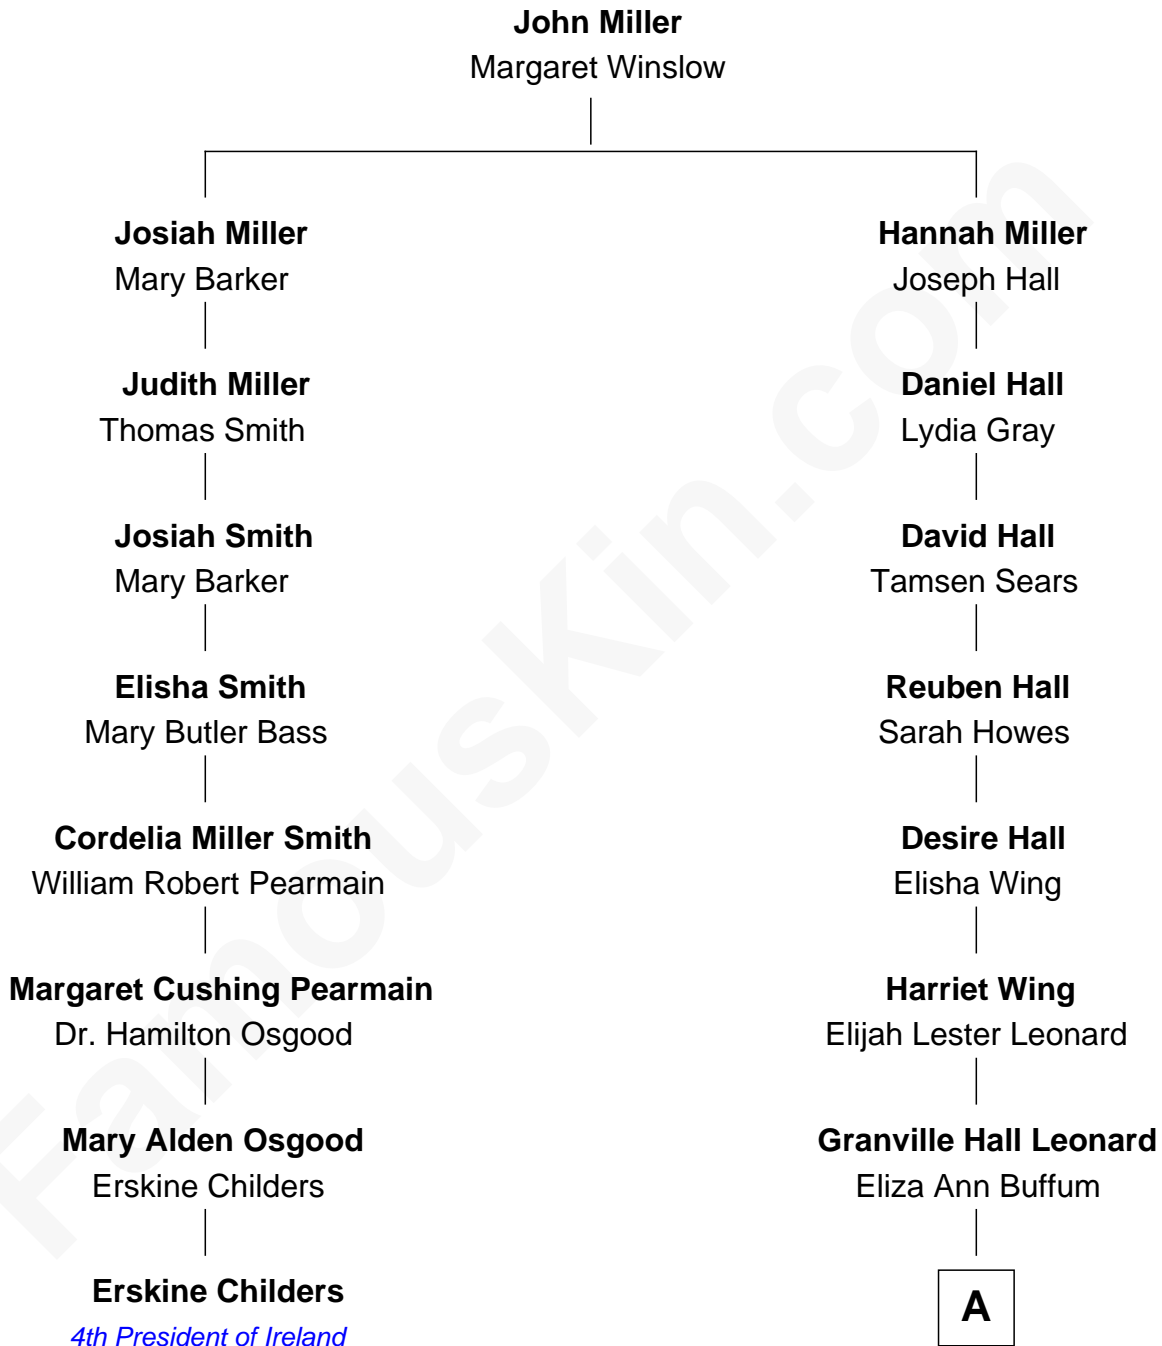 John Miller
Margaret Winslow
Josiah Miller
Mary Barker
Judith Miller
Thomas Smith
Josiah Smith
Mary Barker
Elisha Smith
Mary Butler Bass
Cordelia Miller Smith
William Robert Pearmain
Margaret Cushing Pearmain
Dr. Hamilton Osgood
Mary Alden Osgood
Erskine Childers
Erskine Childers
4th President of Ireland
Hannah Miller
Joseph Hall
Daniel Hall
Lydia Gray
David Hall
Tamsen Sears
Reuben Hall
Sarah Howes
Desire Hall
Elisha Wing
Harriet Wing
Elijah Lester Leonard
Granville Hall Leonard
Eliza Ann Buffum
A
FamousKin.com